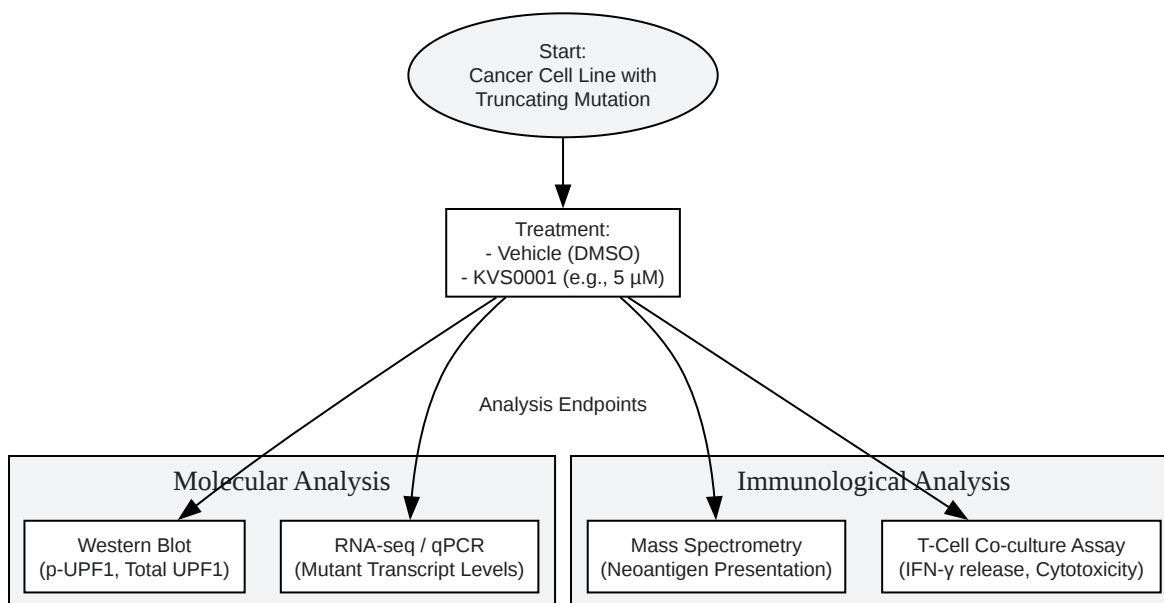 Start:
Cancer Cell Line with
Truncating Mutation
Treatment:
- Vehicle (DMSO)
- KVS0001 (e.g., 5 µM)
Analysis Endpoints
Molecular Analysis
Immunological Analysis
Western Blot
(p-UPF1, Total UPF1)
RNA-seq / qPCR
(Mutant Transcript Levels)
Mass Spectrometry
(Neoantigen Presentation)
T-Cell Co-culture Assay
(IFN-γ release, Cytotoxicity)